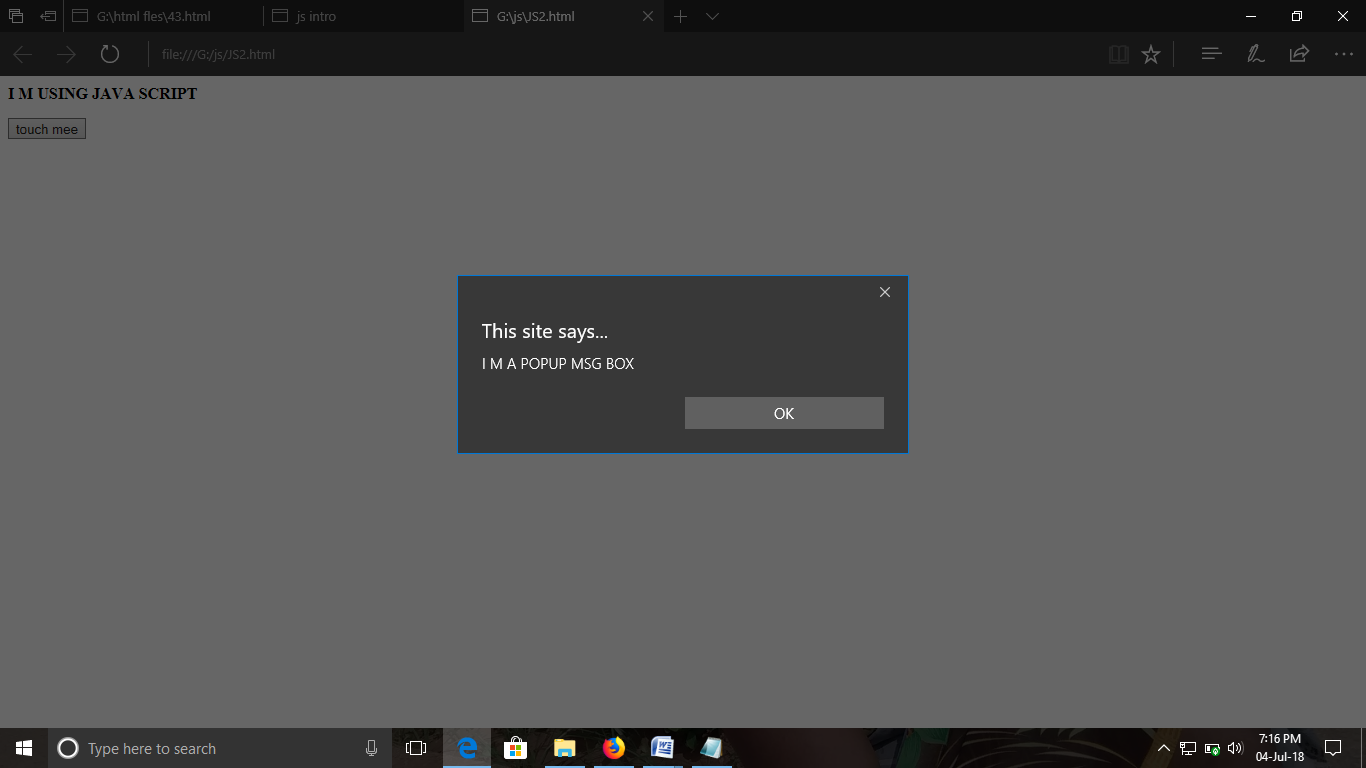 G:\html fles\43.html
js intro
G:\js\JS2.html
file:///G:/js/JS2.html
I M USING JAVA SCRIPT
touch mee
This site says...
I M A POPUP MSG BOX
OK
Type here to search
7:16 PM
04-Jul-18